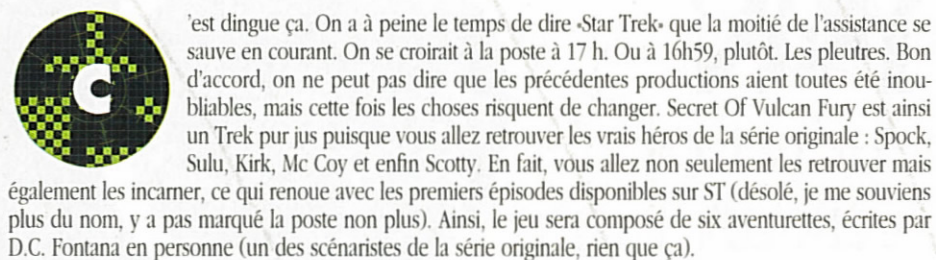 C'est dingue ça. On a à peine le temps de dire «Star Trek» que la moitié de l'assistance se
sauve en courant. On se croirait à la poste à 17 h. Ou à 16h59, plutôt. Les pleutres. Bon
d'accord, on ne peut pas dire que les précédentes productions aient toutes été inou-
bliables, mais cette fois les choses risquent de changer. Secret Of Vulcan Fury est ainsi
un Trek pur jus puisque vous allez retrouver les vrais héros de la série originale : Spock,
Sulu, Kirk, Mc Coy et enfin Scotty. En fait, vous allez non seulement les retrouver mais
également les incarner, ce qui renoue avec les premiers épisodes disponibles sur ST (désolé, je me souviens
plus du nom, y a pas marqué la poste non plus). Ainsi, le jeu sera composé de six aventurettes, écrites par
D.C. Fontana en personne (un des scénaristes de la série originale, rien que ça).